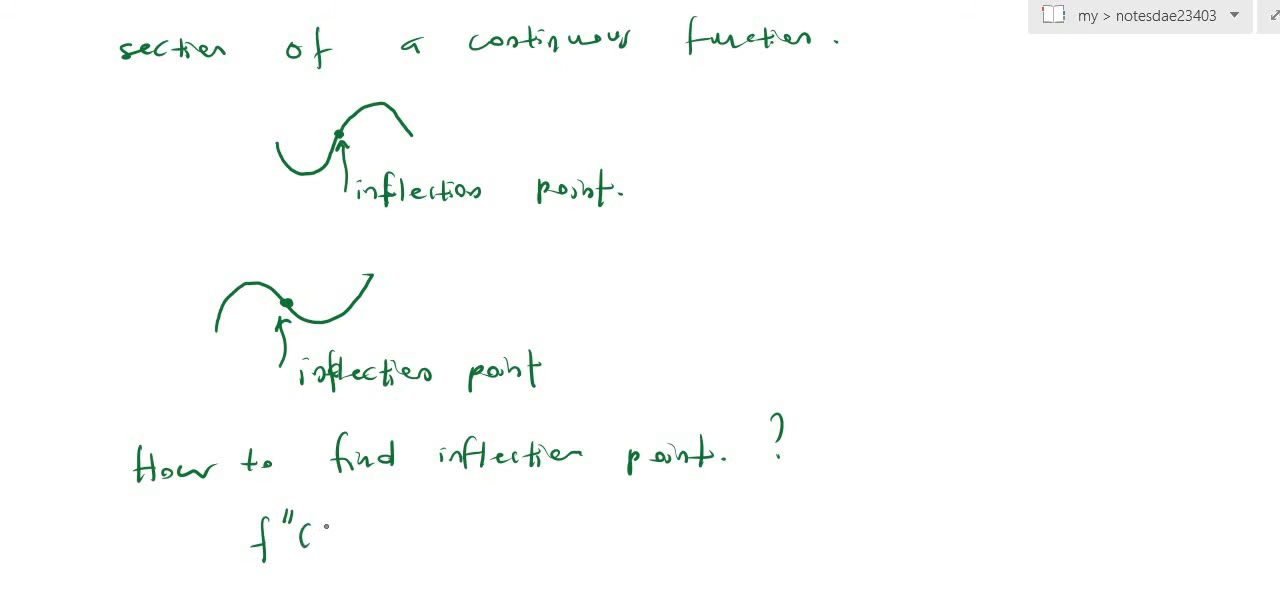 my > notesdae23403
section of a continuous function.
inflection point.
inflection point
How to find inflection point. ?
f"(